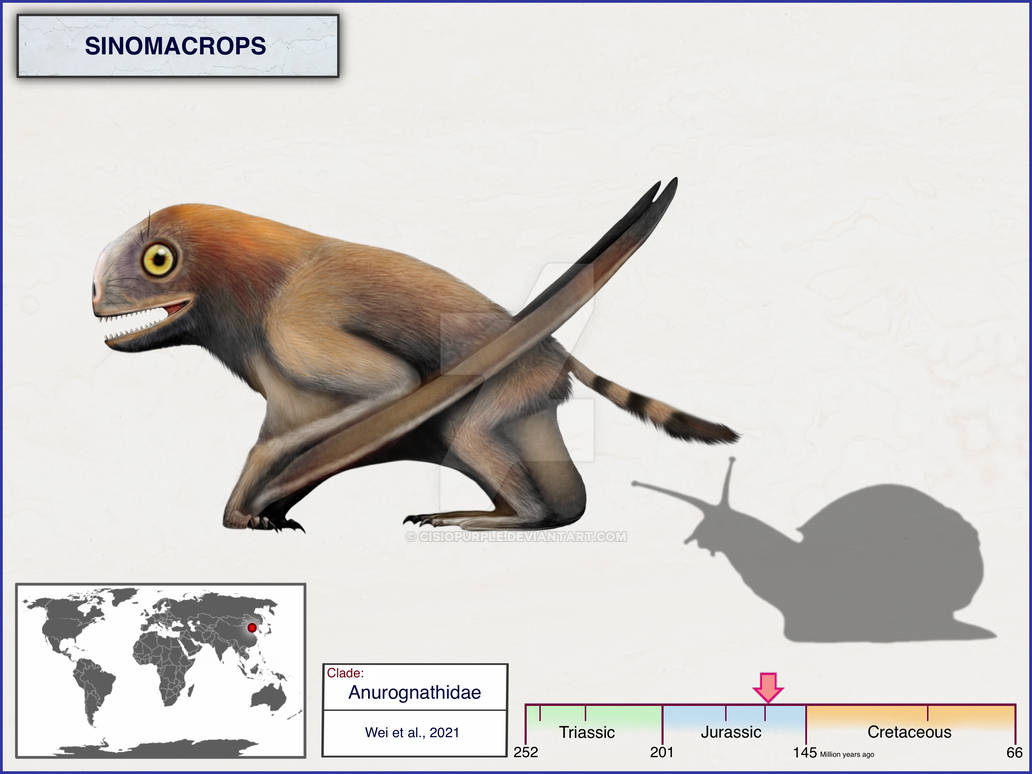 SINOMACROPS
© CISIOPURPLE.DEVIANTART.COM
Clade:
Anurognathidae
Wei et al., 2021
Triassic
Jurassic
Cretaceous
252
201
145
Million years ago
66